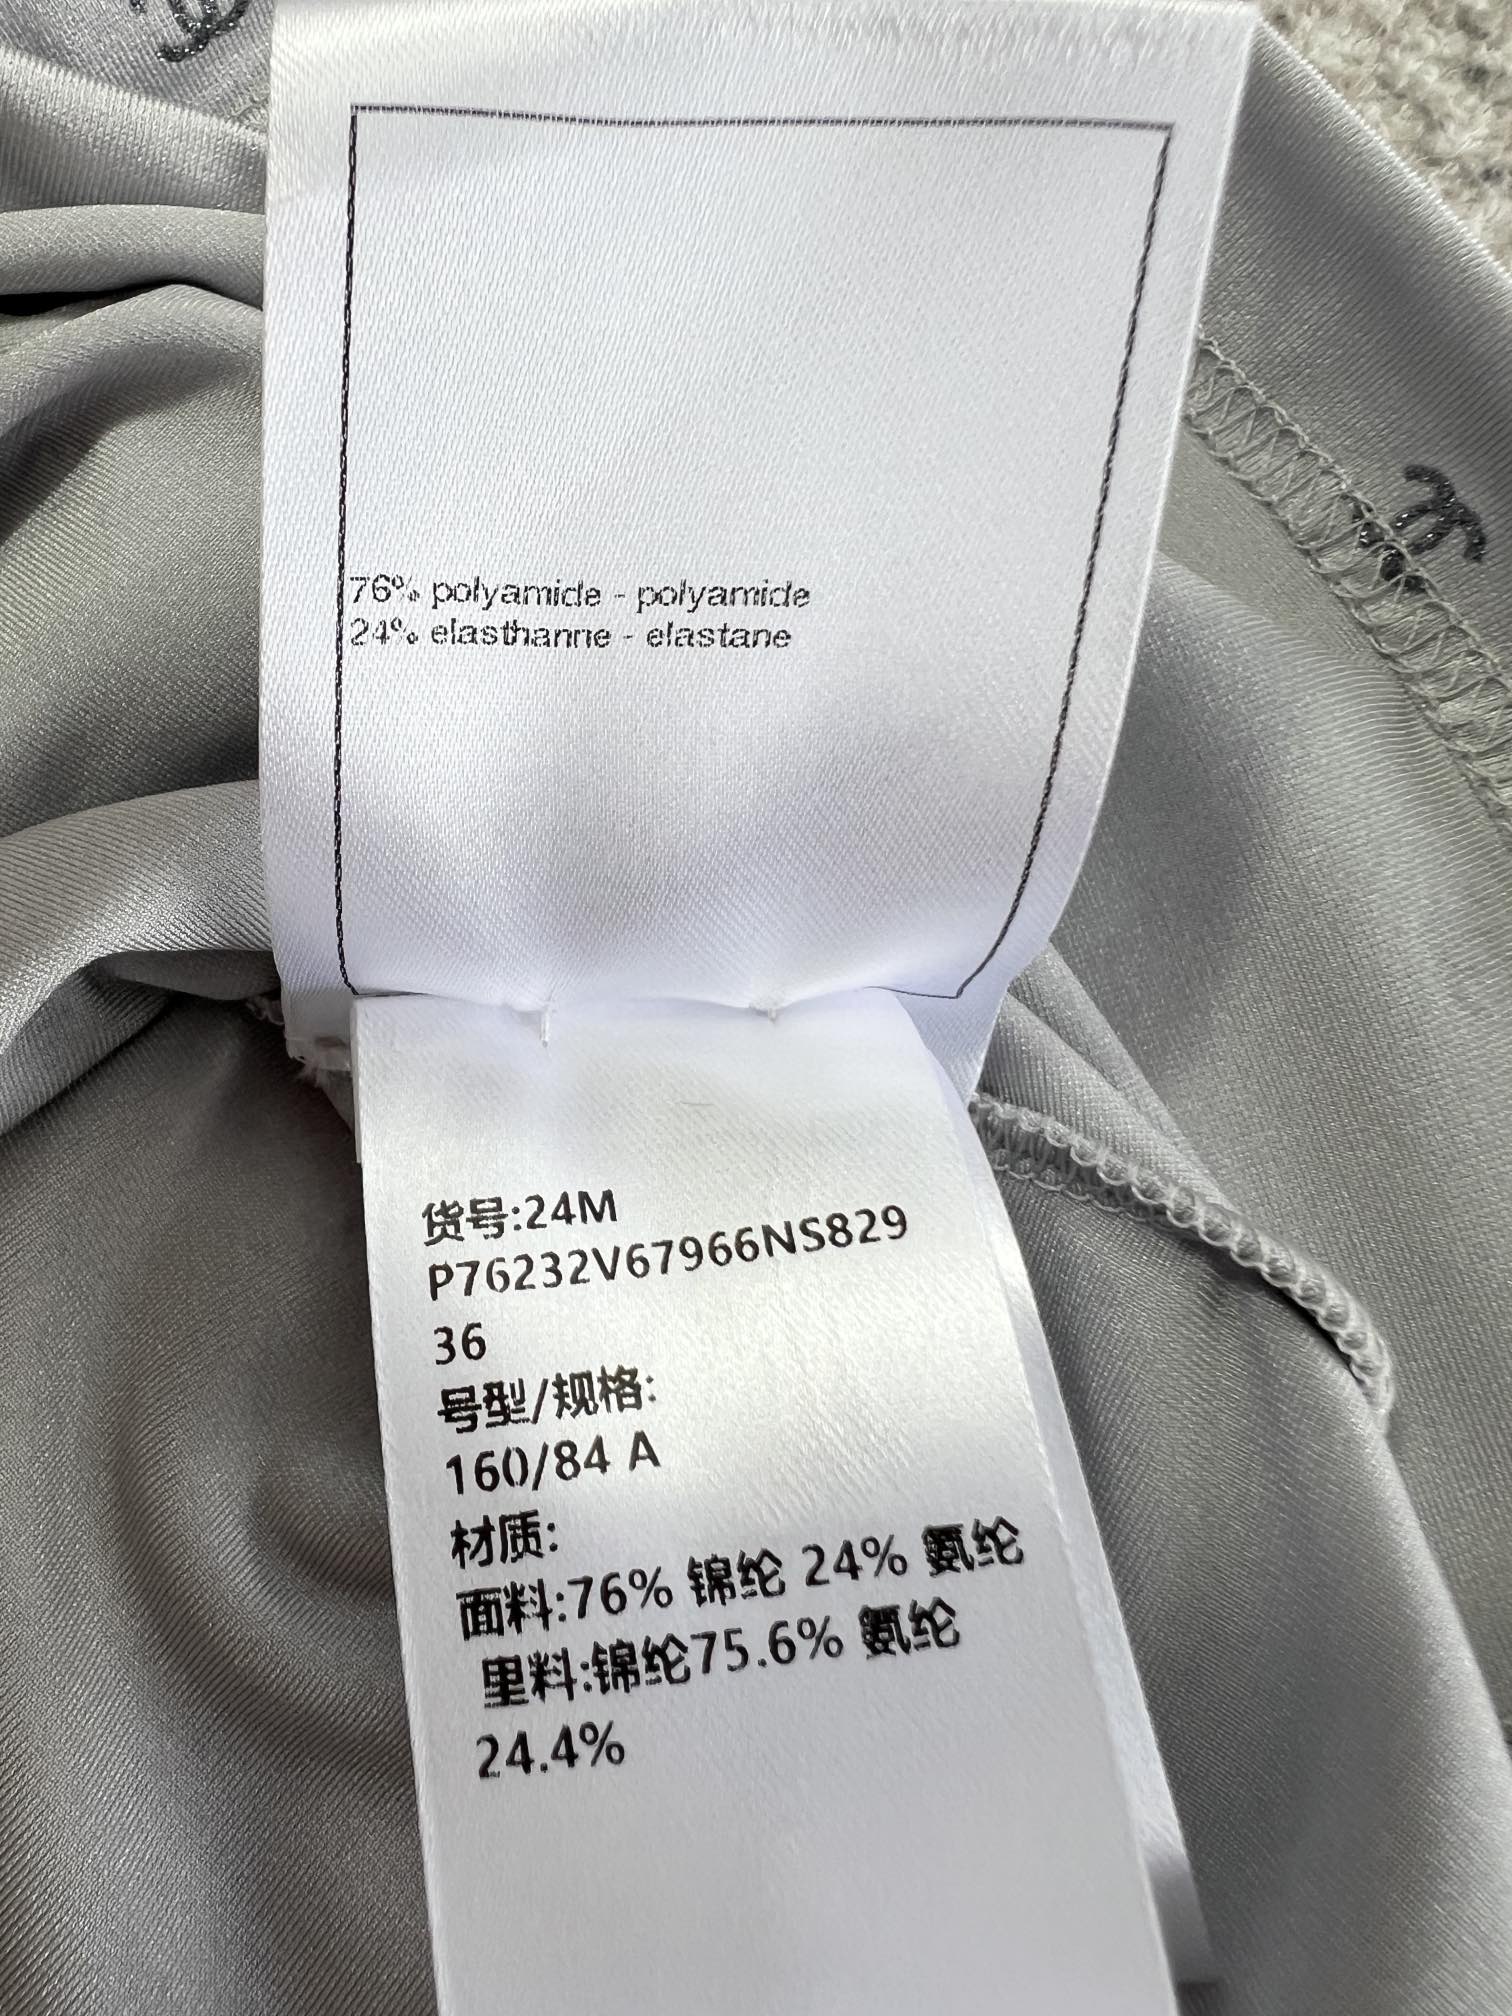 76% polyamide - polyamide
24% elasthanne - elastane
货号:24M
P76232V67966NS829
36
号型/规格:
160/84 A
材质:
面料:76% 锦纶 24% 氨纶
里料:锦纶75.6% 氨纶
24.4%